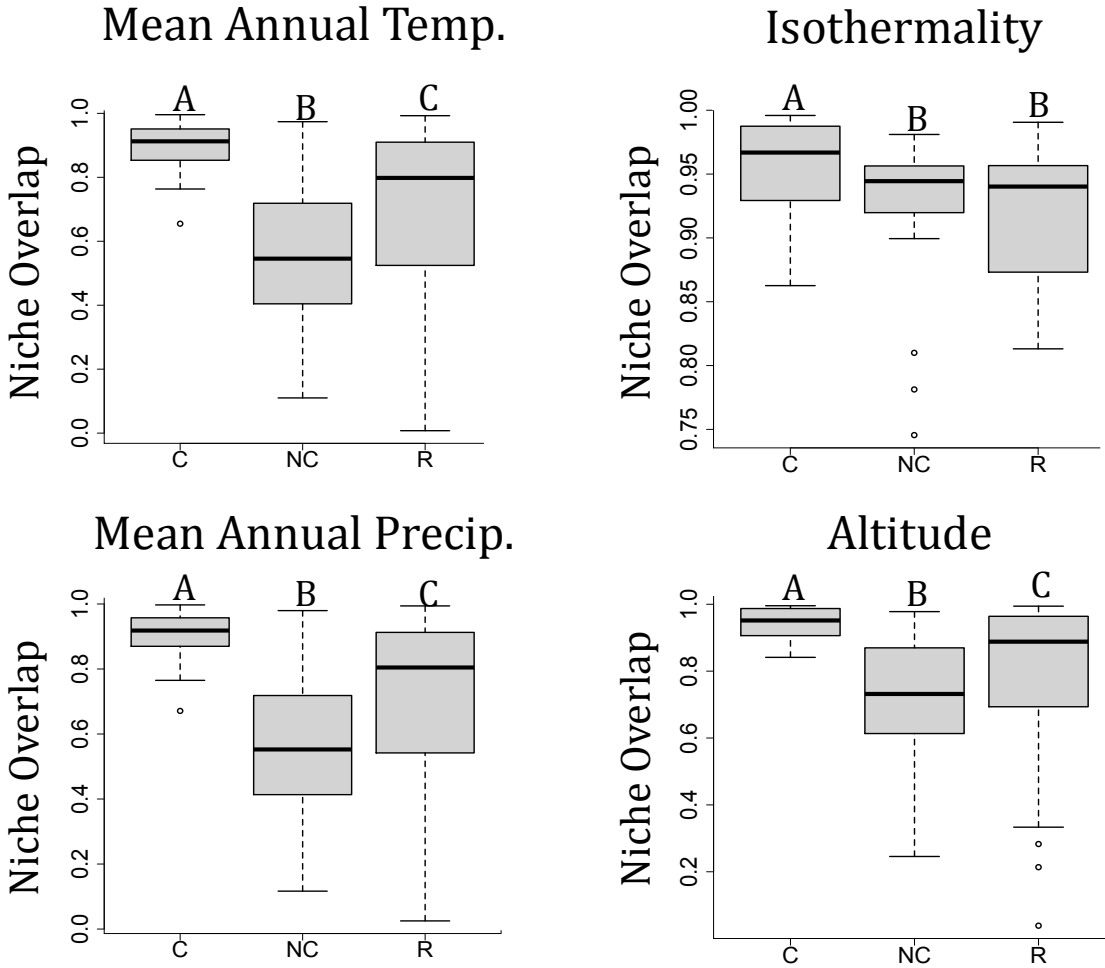 Mean Annual Temp.
Niche Overlap
1.0
0.8
0.6
0.4
0.2
0.0
A
B
C
C
NC
R
Isothermality
Niche Overlap
1.00
0.95
0.90
0.85
0.80
0.75
A
B
B
C
NC
R
Mean Annual Precip.
Niche Overlap
1.0
0.8
0.6
0.4
0.2
0.0
A
B
C
C
NC
R
Altitude
Niche Overlap
1.0
0.8
0.6
0.4
0.2
A
B
C
C
NC
R